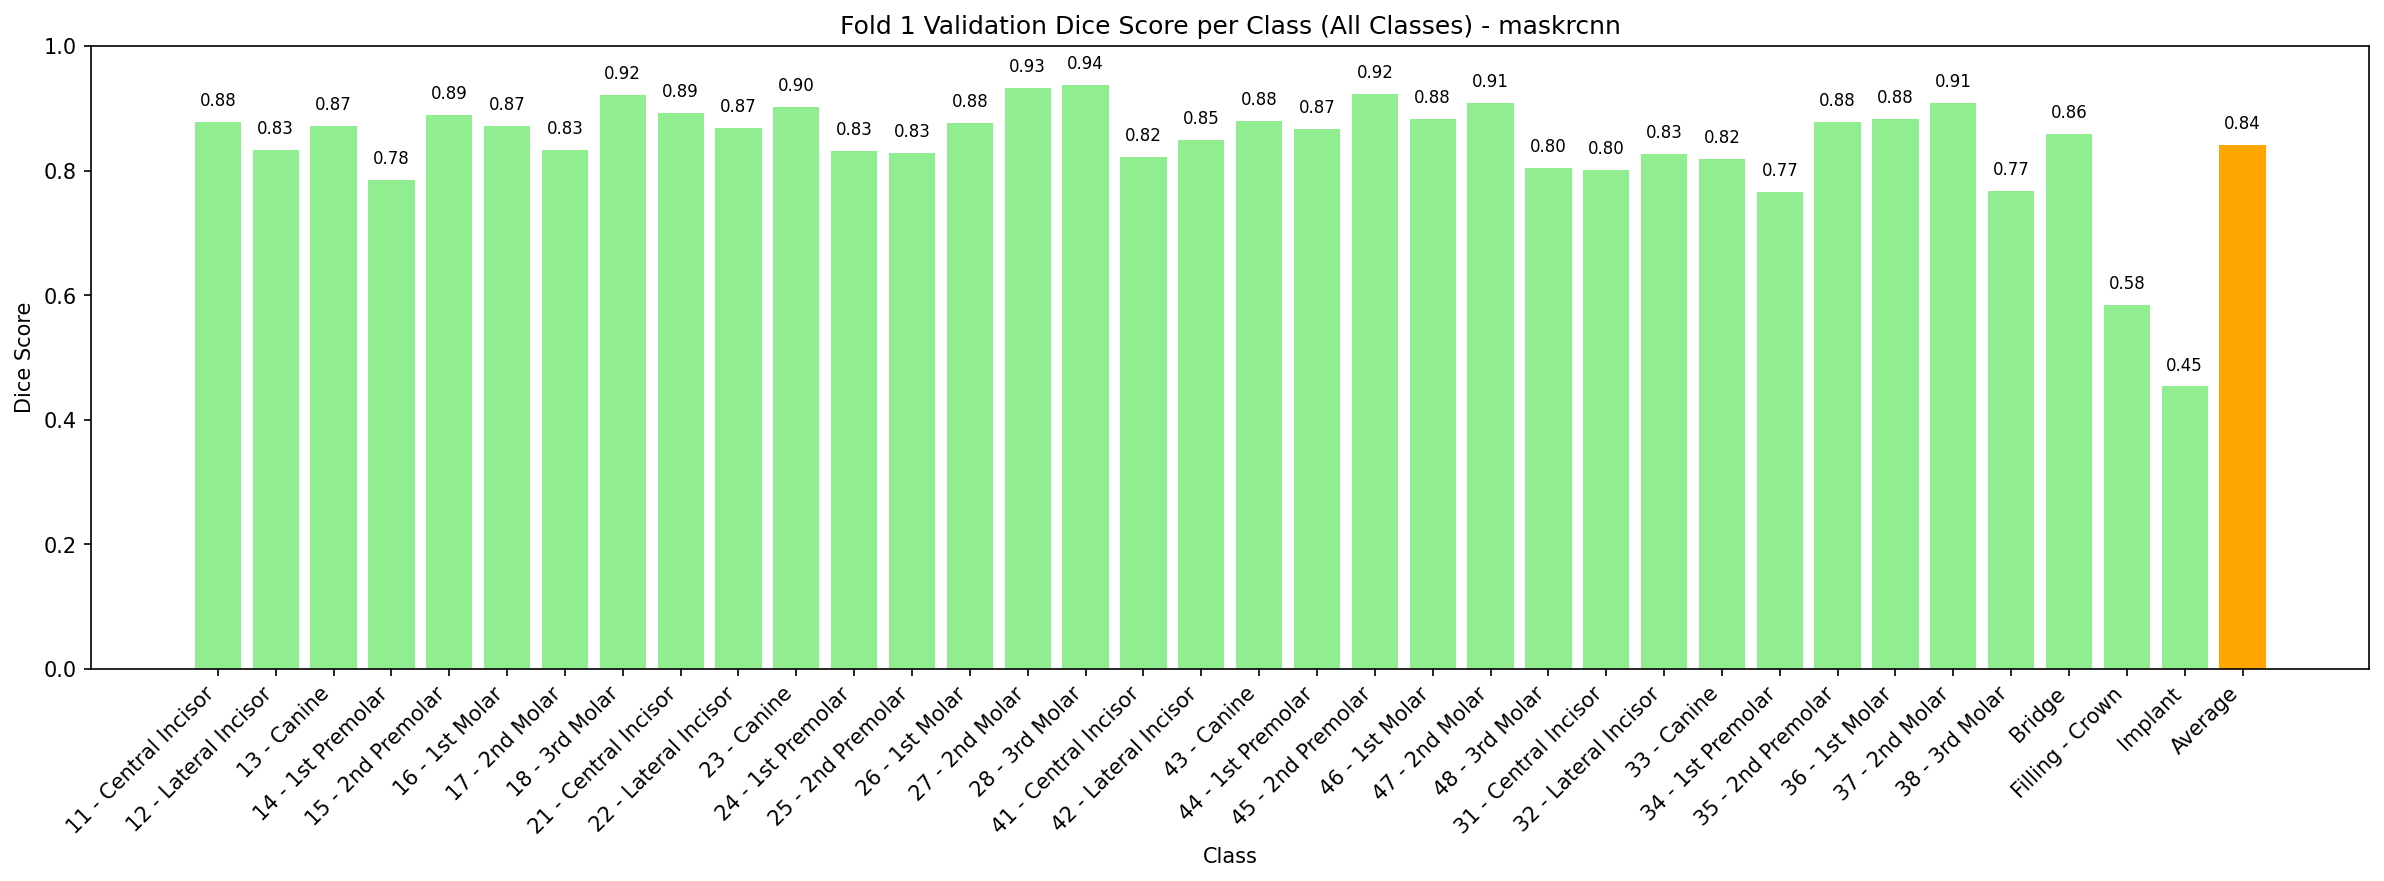 Fold 1 Validation Dice Score per Class (All Classes) - maskrcnn
Dice Score
1.0
0.8
0.6
0.4
0.2
0.0
0.88
0.83
0.87
0.78
0.89
0.87
0.83
0.92
0.89
0.87
0.90
0.83
0.83
0.88
0.93
0.94
0.82
0.85
0.88
0.87
0.92
0.88
0.91
0.80
0.80
0.83
0.82
0.77
0.88
0.88
0.91
0.77
0.86
0.58
0.45
0.84
11 - Central Incisor
12 - Lateral Incisor
13 - Canine
14 - 1st Premolar
15 - 2nd Premolar
16 - 1st Molar
17 - 2nd Molar
18 - 3rd Molar
21 - Central Incisor
22 - Lateral Incisor
23 - Canine
24 - 1st Premolar
25 - 2nd Premolar
26 - 1st Molar
27 - 2nd Molar
28 - 3rd Molar
41 - Central Incisor
42 - Lateral Incisor
43 - Canine
44 - 1st Premolar
45 - 2nd Premolar
46 - 1st Molar
47 - 2nd Molar
48 - 3rd Molar
31 - Central Incisor
32 - Lateral Incisor
33 - Canine
34 - 1st Premolar
35 - 2nd Premolar
36 - 1st Molar
37 - 2nd Molar
38 - 3rd Molar
Bridge
Filling - Crown
Implant
Average
Class